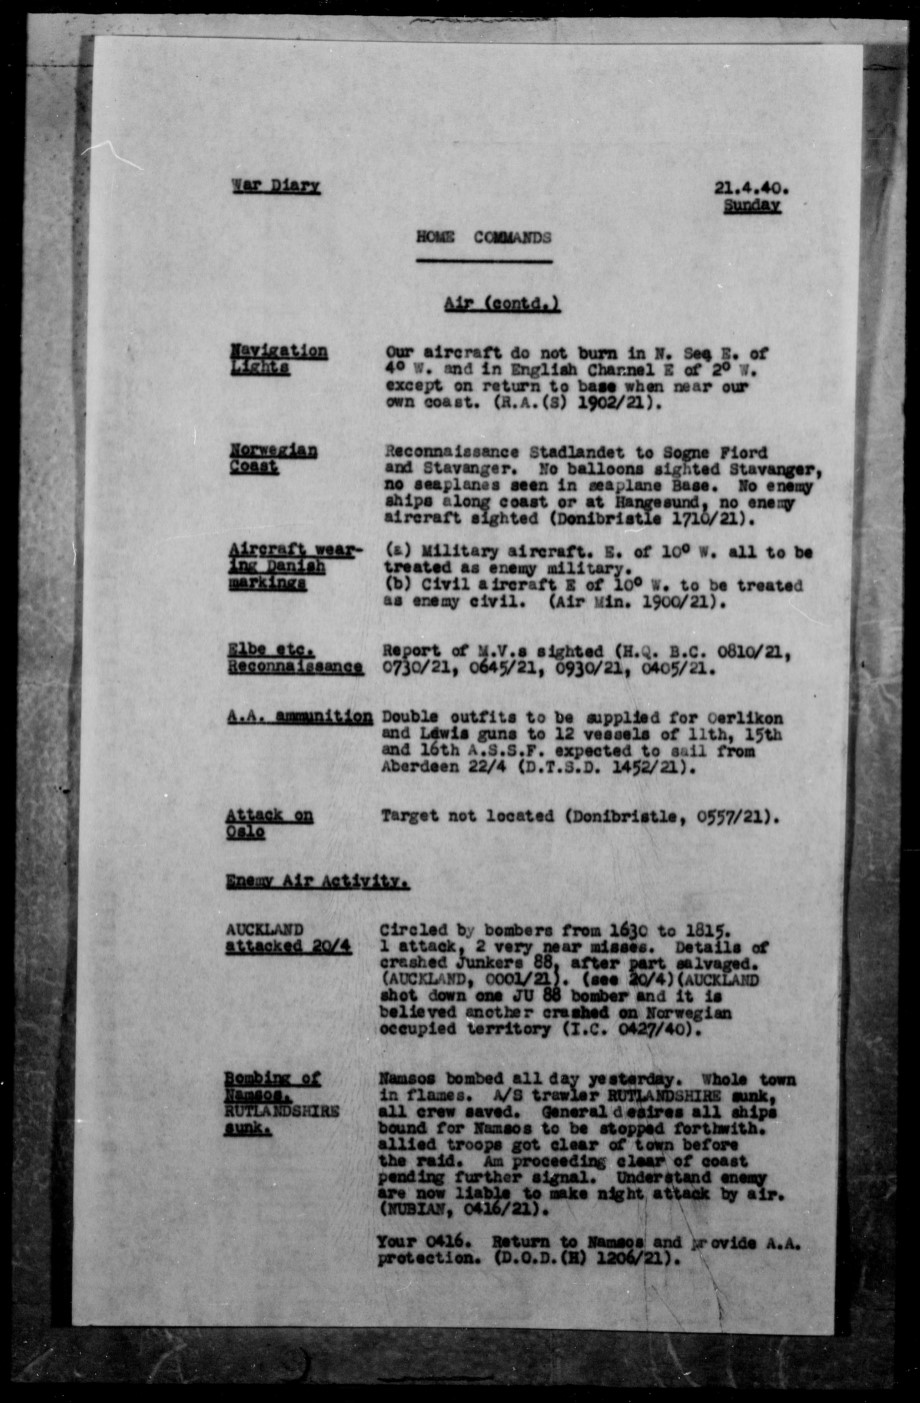 War Diary
21.4.40.
Sunday
HOME COMMANDS
Air (contd.)
Navigation
Lights
Our aircraft do not burn in N. Sea E. of
4° W. and in English Channel E of 2° W.
except on return to base when near our
own coast. (R.A.(S) 1902/21).
Norwegian
Coast
Reconnaissance Stadlandet to Sogne Fiord
and Stavanger. No balloons sighted Stavanger,
no seaplanes seen in seaplane Base. No enemy
ships along coast or at Hangesund, no enemy
aircraft sighted (Donibristle 1710/21).
Aircraft wear-
ing Danish
markings
(a) Military aircraft. E. of 10° W. all to be
treated as enemy military.
(b) Civil aircraft E of 10° W. to be treated
as enemy civil. (Air Min. 1900/21).
Elbe etc.
Reconnaissance
Report of M.V.s sighted (H.Q. B.C. 0810/21,
0730/21, 0645/21, 0930/21, 0405/21.
A.A. ammunition
Double outfits to be supplied for Oerlikon
and Lewis guns to 12 vessels of 11th, 15th
and 16th A.S.S.F. expected to sail from
Aberdeen 22/4 (D.T.S.D. 1452/21).
Attack on
Oslo
Target not located (Donibristle, 0557/21).
Enemy Air Activity.
AUCKLAND
attacked 20/4
Circled by bombers from 1630 to 1815.
1 attack, 2 very near misses. Details of
crashed Junkers 88, after part salvaged.
(AUCKLAND, 0001/21). (see 20/4)(AUCKLAND
shot down one JU 88 bomber and it is
believed another crashed on Norwegian
occupied territory (I.C. 0427/40).
Bombing of
Namsos.
RUTLANDSHIRE
sunk.
Namsos bombed all day yesterday. Whole town
in flames. A/S trawler RUTLANDSHIRE sunk,
all crew saved. General desires all ships
bound for Namsos to be stopped forthwith.
allied troops got clear of town before
the raid. Am proceeding clear of coast
pending further signal. Understand enemy
are now liable to make night attack by air.
(NUBIAN, 0416/21).
Your 0416. Return to Namsos and provide A.A.
protection. (D.O.D.(H) 1206/21).